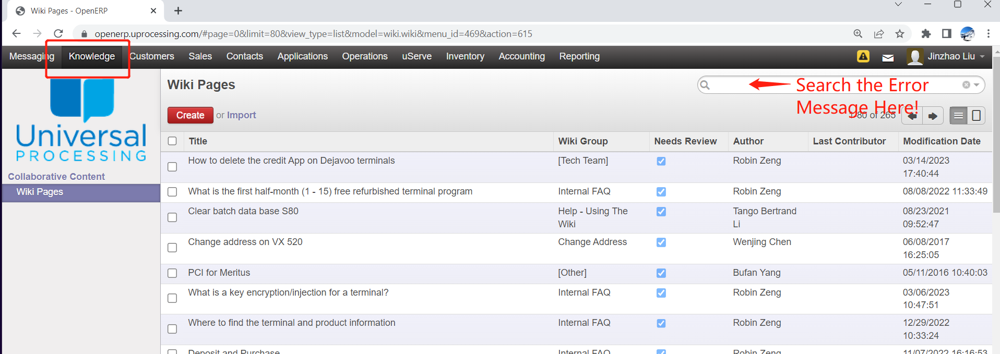 Wiki Pages - OpenERP
openerp.uprocessing.com/#page=0&limit=80&view_type=list&model=wiki.wiki&menu_id=469&action=615
Messaging Knowledge Customers Sales Contacts Applications Operations uServe Inventory Accounting Reporting Jinzhao Liu
Universal
PROCESSING
Collaborative Content
Wiki Pages
Wiki Pages
Search the Error
Message Here!
Create or Import
1-80 of 265
Title Wiki Group Needs Review Author Last Contributor Modification Date
How to delete the credit App on Dejavoo terminals [Tech Team] Robin Zeng 03/14/2023
17:40:44
What is the first half-month (1 - 15) free refurbished terminal program Internal FAQ Robin Zeng 08/08/2022 11:33:49
Clear batch data base S80 Help - Using The Tango Bertrand 08/23/2021
Wiki Li 09:52:47
Change address on VX 520 Change Address Wenjing Chen 06/08/2017
16:25:05
PCI for Meritus [Other] Bufan Yang 05/11/2016 10:40:03
What is a key encryption/injection for a terminal? Internal FAQ Robin Zeng 03/06/2023
10:47:51
Where to find the terminal and product information Internal FAQ Robin Zeng 12/29/2022
10:33:24
Deposit and Purchase Internal FAQ Robin Zeng 11/07/2022 16:16:53